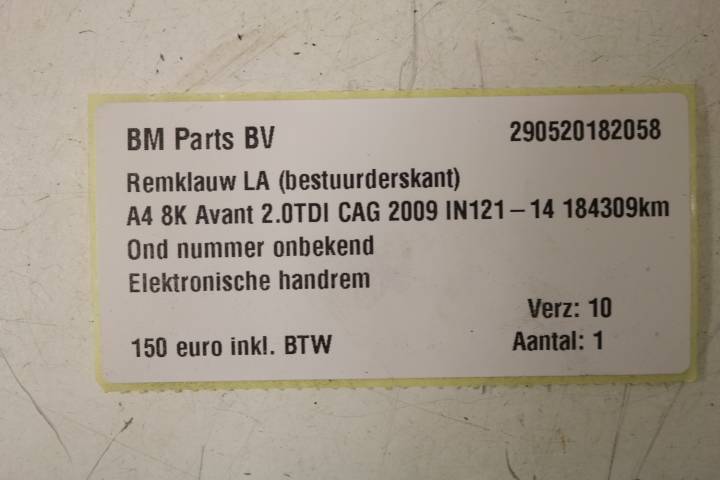 BM Parts BV 290520182058
Remklauw LA (bestuurderskant)
A4 8K Avant 2.0TDI CAG 2009 IN121-14 184309km
Ond nummer onbekend
Elektronische handrem
Verz: 10
150 euro inkl. BTW Aantal: 1